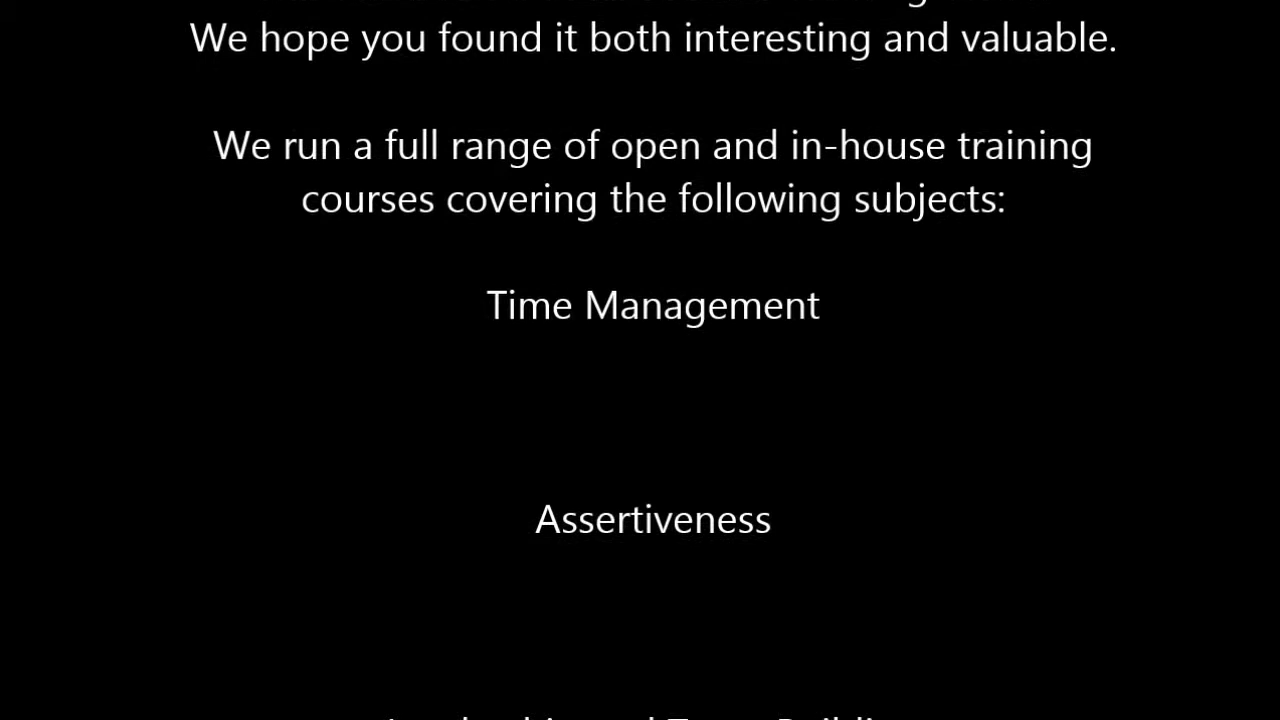 We hope you found it both interesting and valuable.
We run a full range of open and in-house training
courses covering the following subjects:
Time Management
Assertiveness